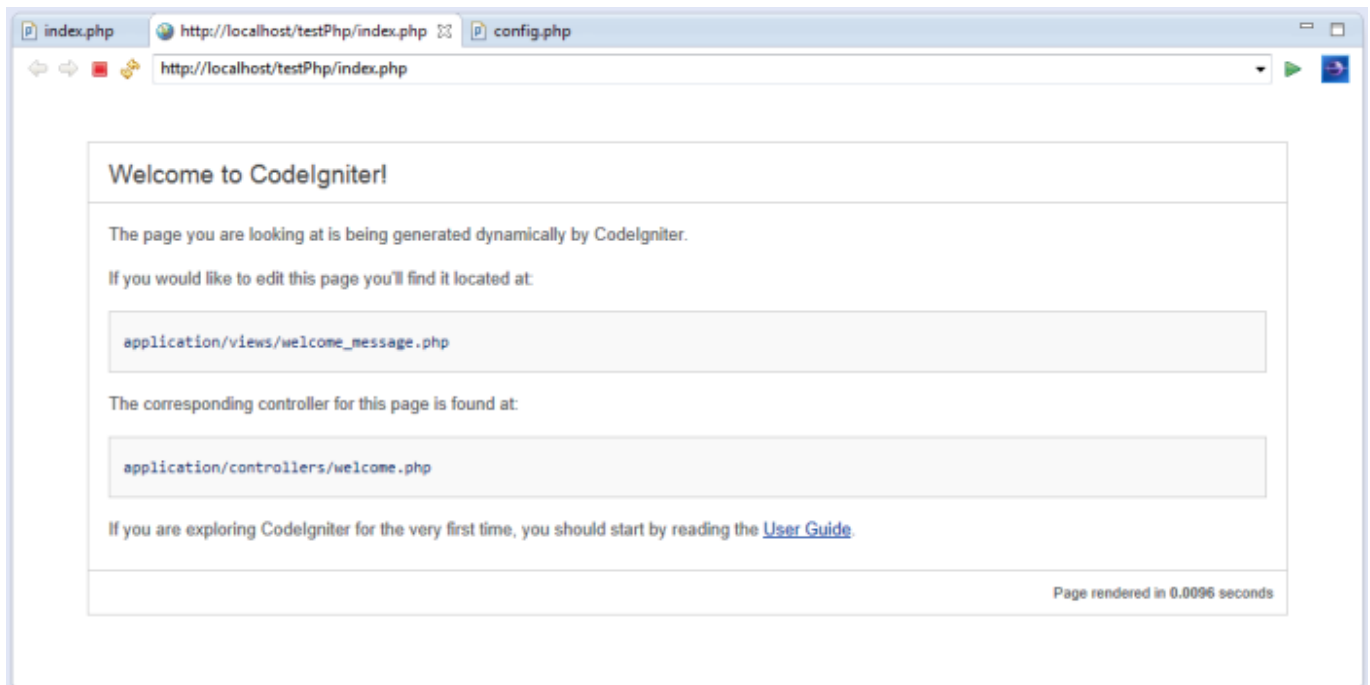 index.php http://localhost/testPhp/index.php config.php
http://localhost/testPhp/index.php
Welcome to CodeIgniter!
The page you are looking at is being generated dynamically by CodeIgniter.
If you would like to edit this page you'll find it located at:
application/views/welcome_message.php
The corresponding controller for this page is found at:
application/controllers/welcome.php
If you are exploring CodeIgniter for the very first time, you should start by reading the User Guide.
Page rendered in 0.0096 seconds